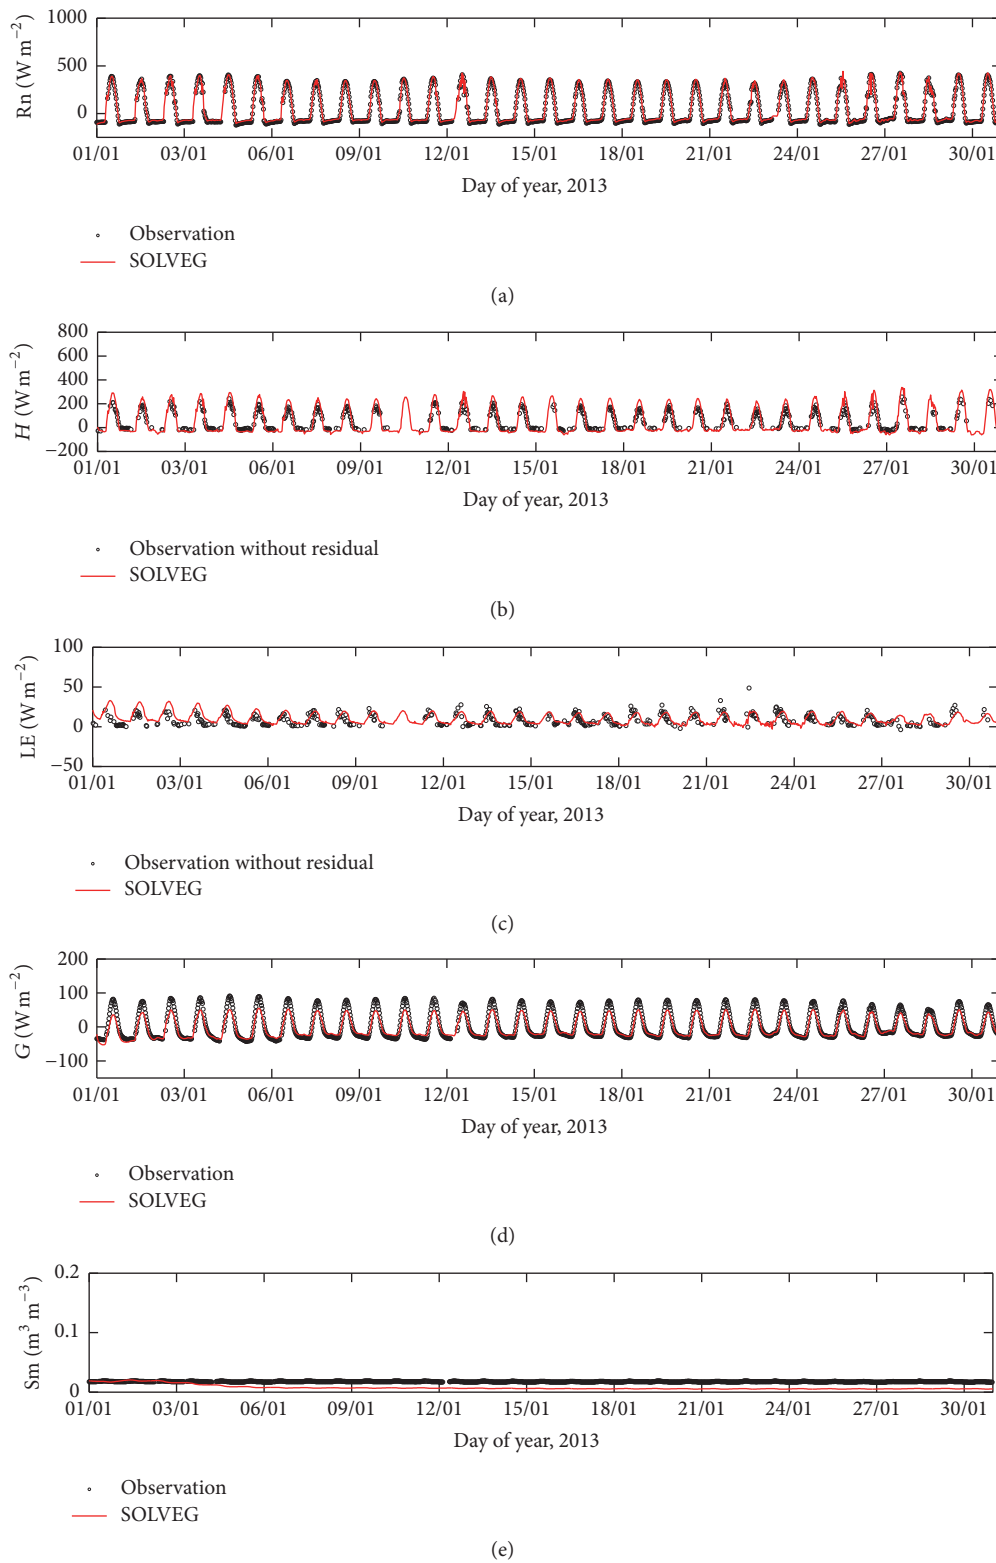 1000
500
0
Rn (W m−2)
01/01 03/01 06/01 09/01 12/01 15/01 18/01 21/01 24/01 27/01 30/01
Day of year, 2013
Observation
SOLVEG
(a)
800
600
400
200
0
−200
H (W m−2)
01/01 03/01 06/01 09/01 12/01 15/01 18/01 21/01 24/01 27/01 30/01
Day of year, 2013
Observation without residual
SOLVEG
(b)
100
50
0
−50
LE (W m−2)
01/01 03/01 06/01 09/01 12/01 15/01 18/01 21/01 24/01 27/01 30/01
Day of year, 2013
Observation without residual
SOLVEG
(c)
200
100
0
−100
G (W m−2)
01/01 03/01 06/01 09/01 12/01 15/01 18/01 21/01 24/01 27/01 30/01
Day of year, 2013
Observation
SOLVEG
(d)
0.2
0.1
0
Sm (m3 m−3)
01/01 03/01 06/01 09/01 12/01 15/01 18/01 21/01 24/01 27/01 30/01
Day of year, 2013
Observation
SOLVEG
(e)